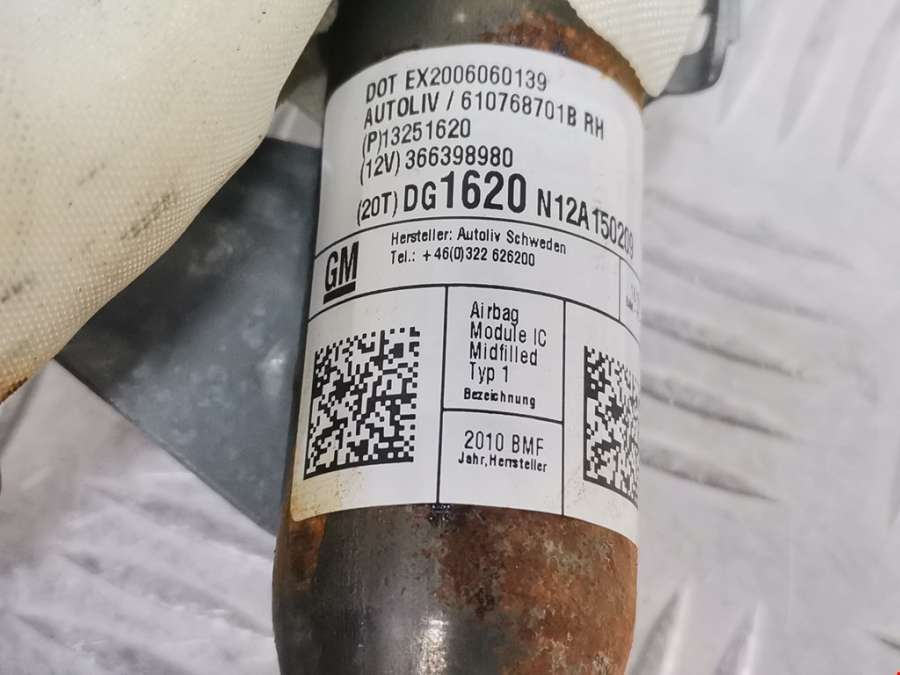 DOT EX2006060139
AUTOLIV / 610768701B RH
(P)13251620
(12V) 366398980
(20T) DG1620 N12A150209
GM
Hersteller: Autoliv Schweden
Tel.: +46(0)322 626200
Airbag
Module IC
Midfilled
Typ 1
Bezeichnung
2010 BMF
Jahr, Hersteller